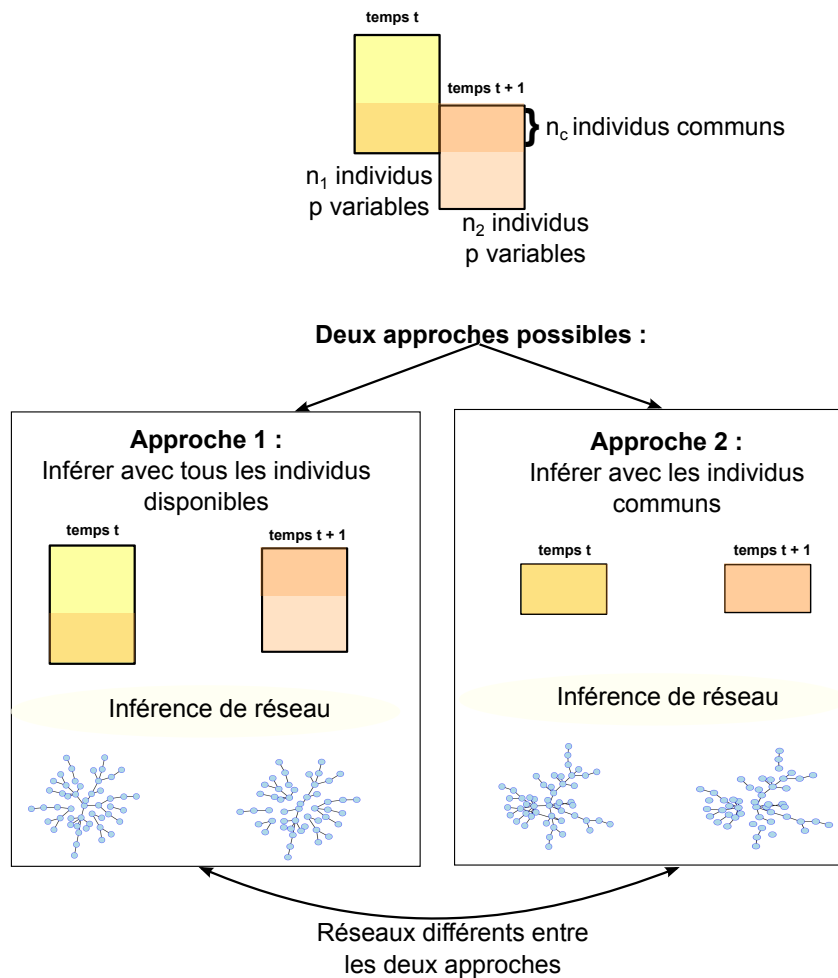 temps t
temps t + 1
n₁ individus
p variables
n_c individus communs
n₂ individus
p variables
Deux approches possibles :
Approche 1 :
Inférer avec tous les individus
disponibles
temps t
temps t + 1
Inférence de réseau
Approche 2 :
Inférer avec les individus
communs
temps t
temps t + 1
Inférence de réseau
Réseaux différents entre
les deux approches